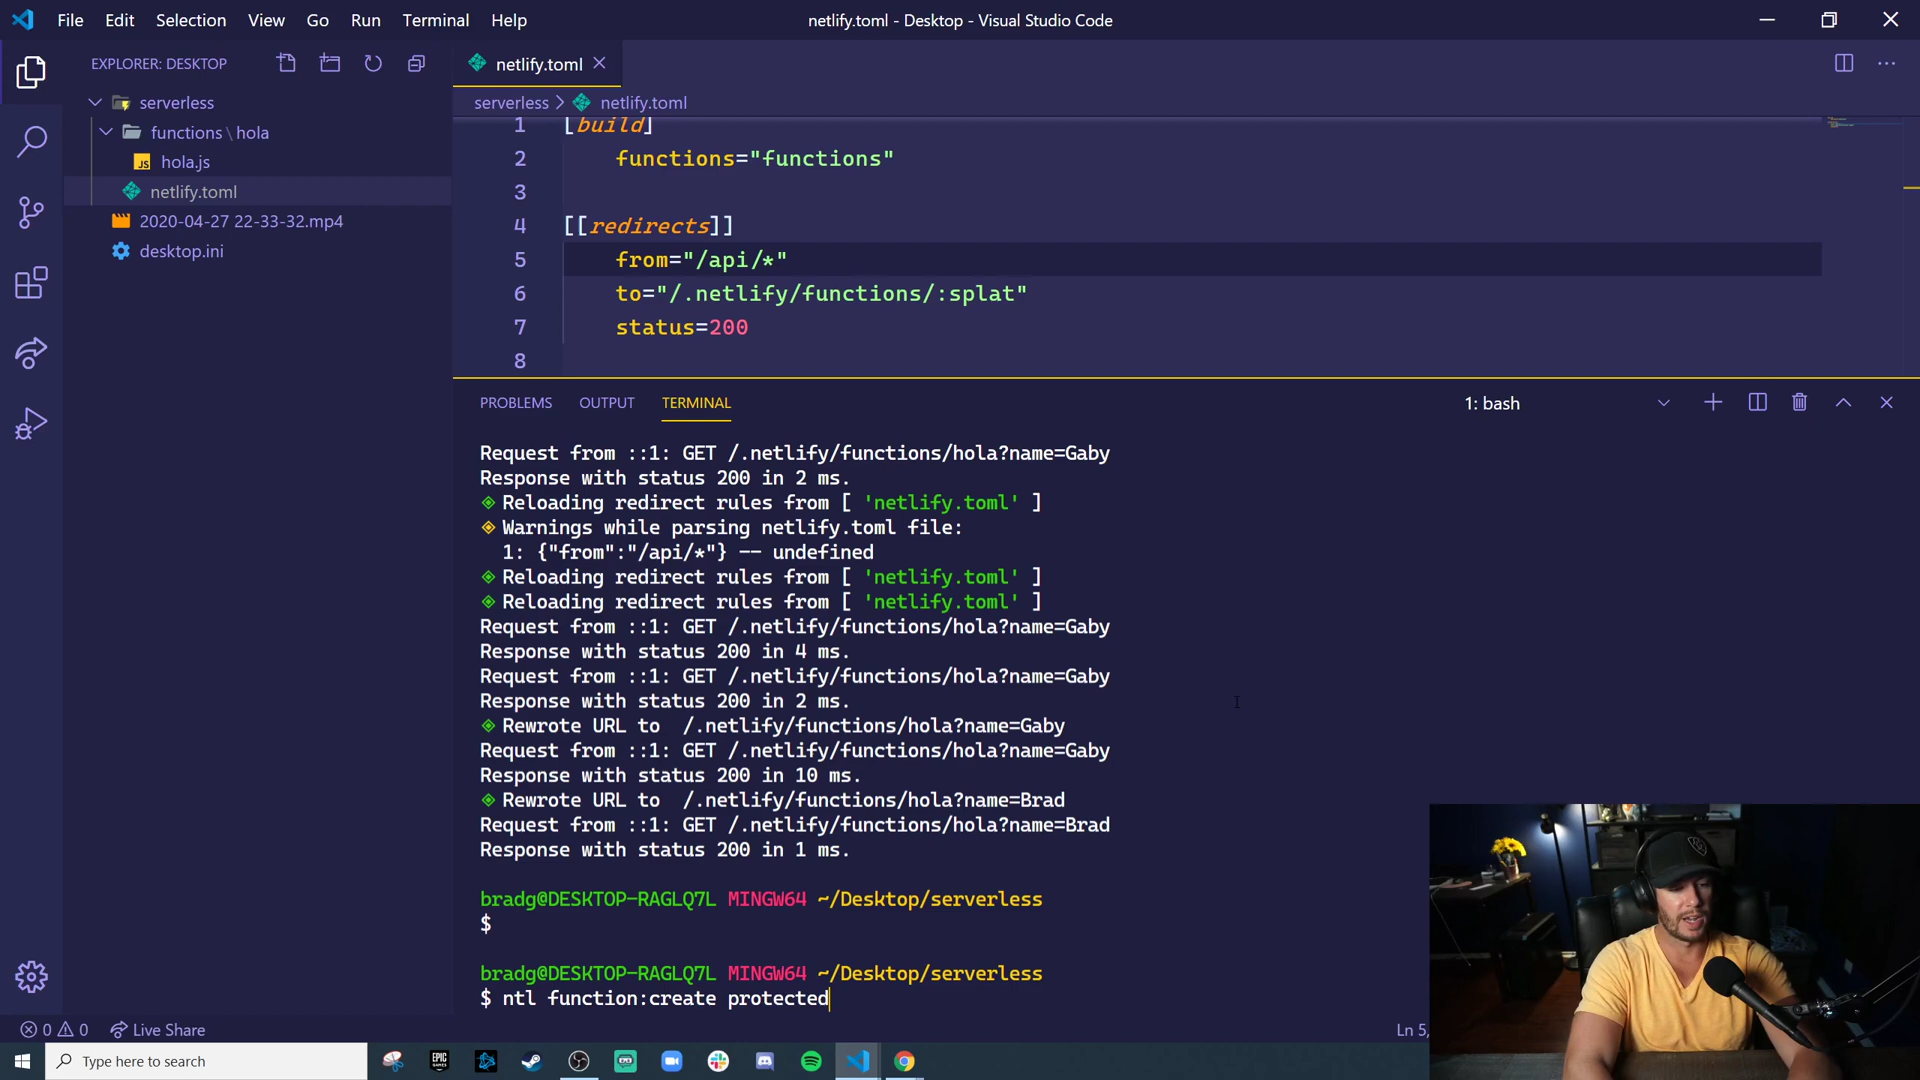 File Edit Selection View Go Run Terminal Help
netlify.toml - Desktop - Visual Studio Code
EXPLORER: DESKTOP
serverless
functions \ hola
JS hola.js
netlify.toml
2020-04-27 22-33-32.mp4
desktop.ini
netlify.toml
serverless > netlify.toml
1 [build]
2 functions="functions"
3
4 [[redirects]]
5 from="/api/*"
6 to="/.netlify/functions/:splat"
7 status=200
8
PROBLEMS OUTPUT TERMINAL
1: bash
Request from ::1: GET /.netlify/functions/hola?name=Gaby
Response with status 200 in 2 ms.
Reloading redirect rules from [ 'netlify.toml' ]
Warnings while parsing netlify.toml file:
1: {"from":"/api/*"} -- undefined
Reloading redirect rules from [ 'netlify.toml' ]
Reloading redirect rules from [ 'netlify.toml' ]
Request from ::1: GET /.netlify/functions/hola?name=Gaby
Response with status 200 in 4 ms.
Request from ::1: GET /.netlify/functions/hola?name=Gaby
Response with status 200 in 2 ms.
Rewrote URL to /.netlify/functions/hola?name=Gaby
Request from ::1: GET /.netlify/functions/hola?name=Gaby
Response with status 200 in 10 ms.
Rewrote URL to /.netlify/functions/hola?name=Brad
Request from ::1: GET /.netlify/functions/hola?name=Brad
Response with status 200 in 1 ms.
bradg@DESKTOP-RAGLQ7L MINGW64 ~/Desktop/serverless
$
bradg@DESKTOP-RAGLQ7L MINGW64 ~/Desktop/serverless
$ ntl function:create protected
0 0 Live Share
Ln 5,
Type here to search
EPIC GAMES